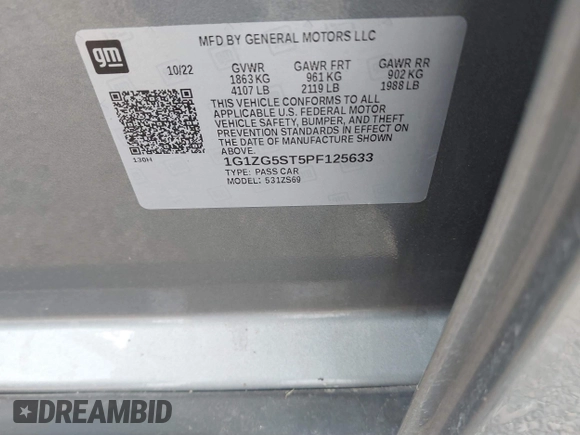 gm
MFD BY GENERAL MOTORS LLC
10/22 GVWR GAWR FRT GAWR RR
1863 KG 961 KG 902 KG
4107 LB 2119 LB 1988 LB
THIS VEHICLE CONFORMS TO ALL
APPLICABLE U.S. FEDERAL MOTOR
VEHICLE SAFETY, BUMPER, AND THEFT
PREVENTION STANDARDS IN EFFECT ON
THE DATE OF MANUFACTURE SHOWN
ABOVE.
130H
1G1ZG5ST5PF125633
TYPE: PASS CAR
MODEL: 531ZS69
DREAMBID